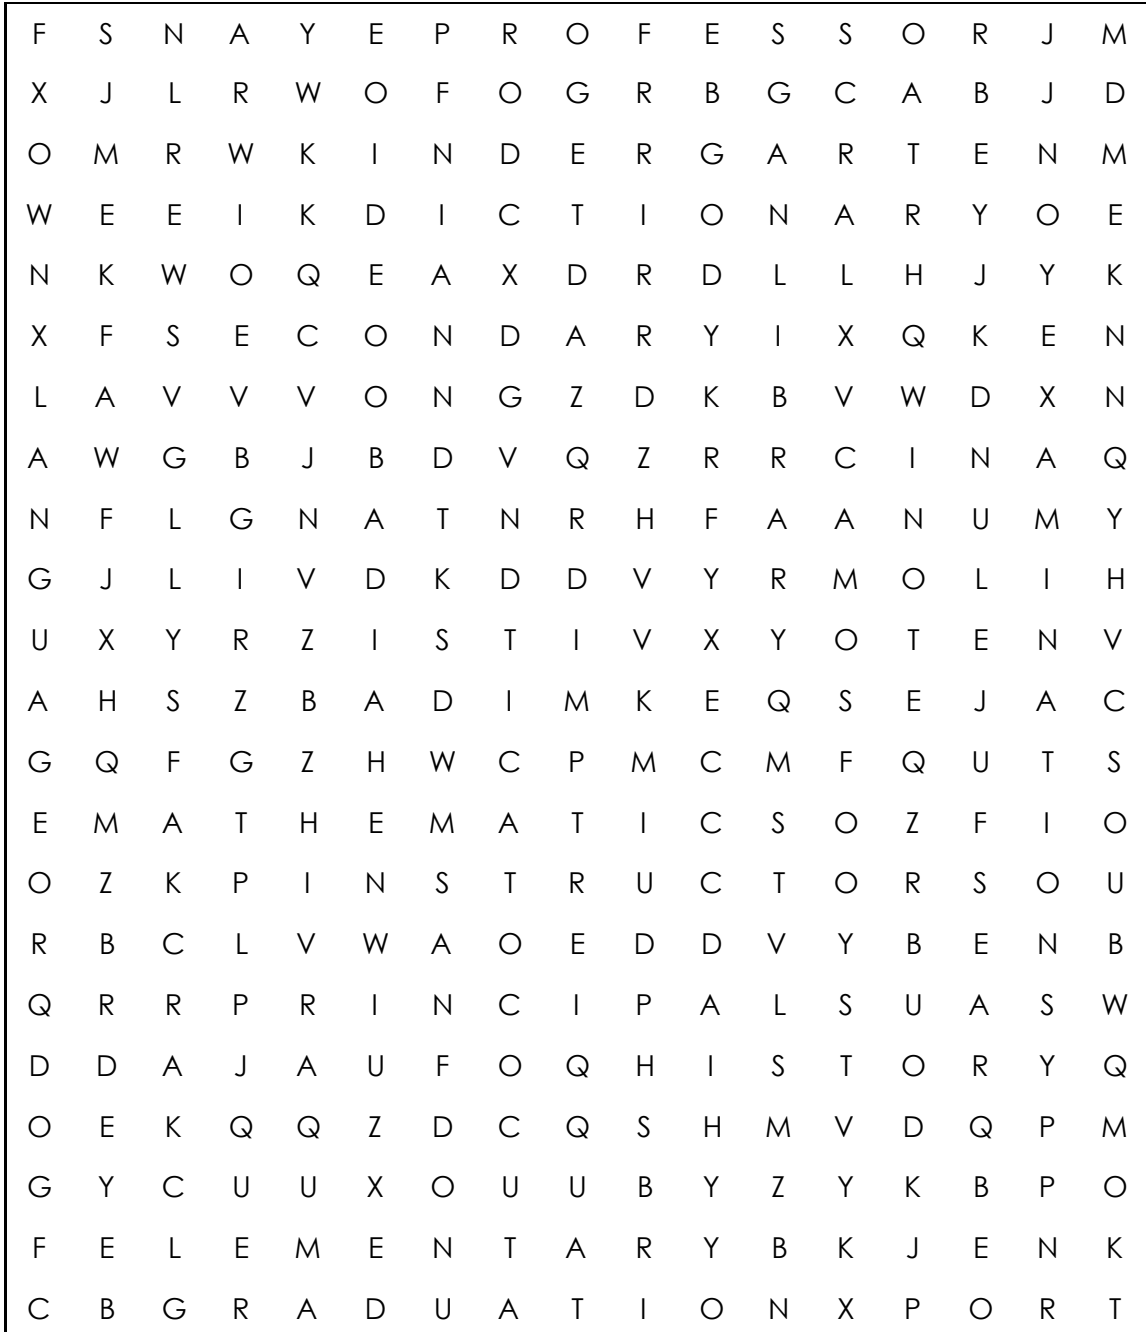 F S N A Y E P R O F E S S O R J M
X J L R W O F O G R B G C A B J D
O M R W K I N D E R G A R T E N M
W E E I K D I C T I O N A R Y O E
N K W O Q E A X D R D L L H J Y K
X F S E C O N D A R Y I X Q K E N
L A V V V O N G Z D K B V W D X N
A W G B J B D V Q Z R R C I N A Q
N F L G N A T N R H F A A N U M Y
G J L I V D K D D V Y R M O L I H
U X Y R Z I S T I V X Y O T E N V
A H S Z B A D I M K E Q S E J A C
G Q F G Z H W C P M C M F Q U T S
E M A T H E M A T I C S O Z F I O
O Z K P I N S T R U C T O R S O U
R B C L V W A O E D D V Y B E N B
Q R R P R I N C I P A L S U A S W
D D A J A U F O Q H I S T O R Y Q
O E K Q Q Z D C Q S H M V D Q P M
G Y C U U X O U U B Y Z Y K B P O
F E L E M E N T A R Y B K J E N K
C B G R A D U A T I O N X P O R T